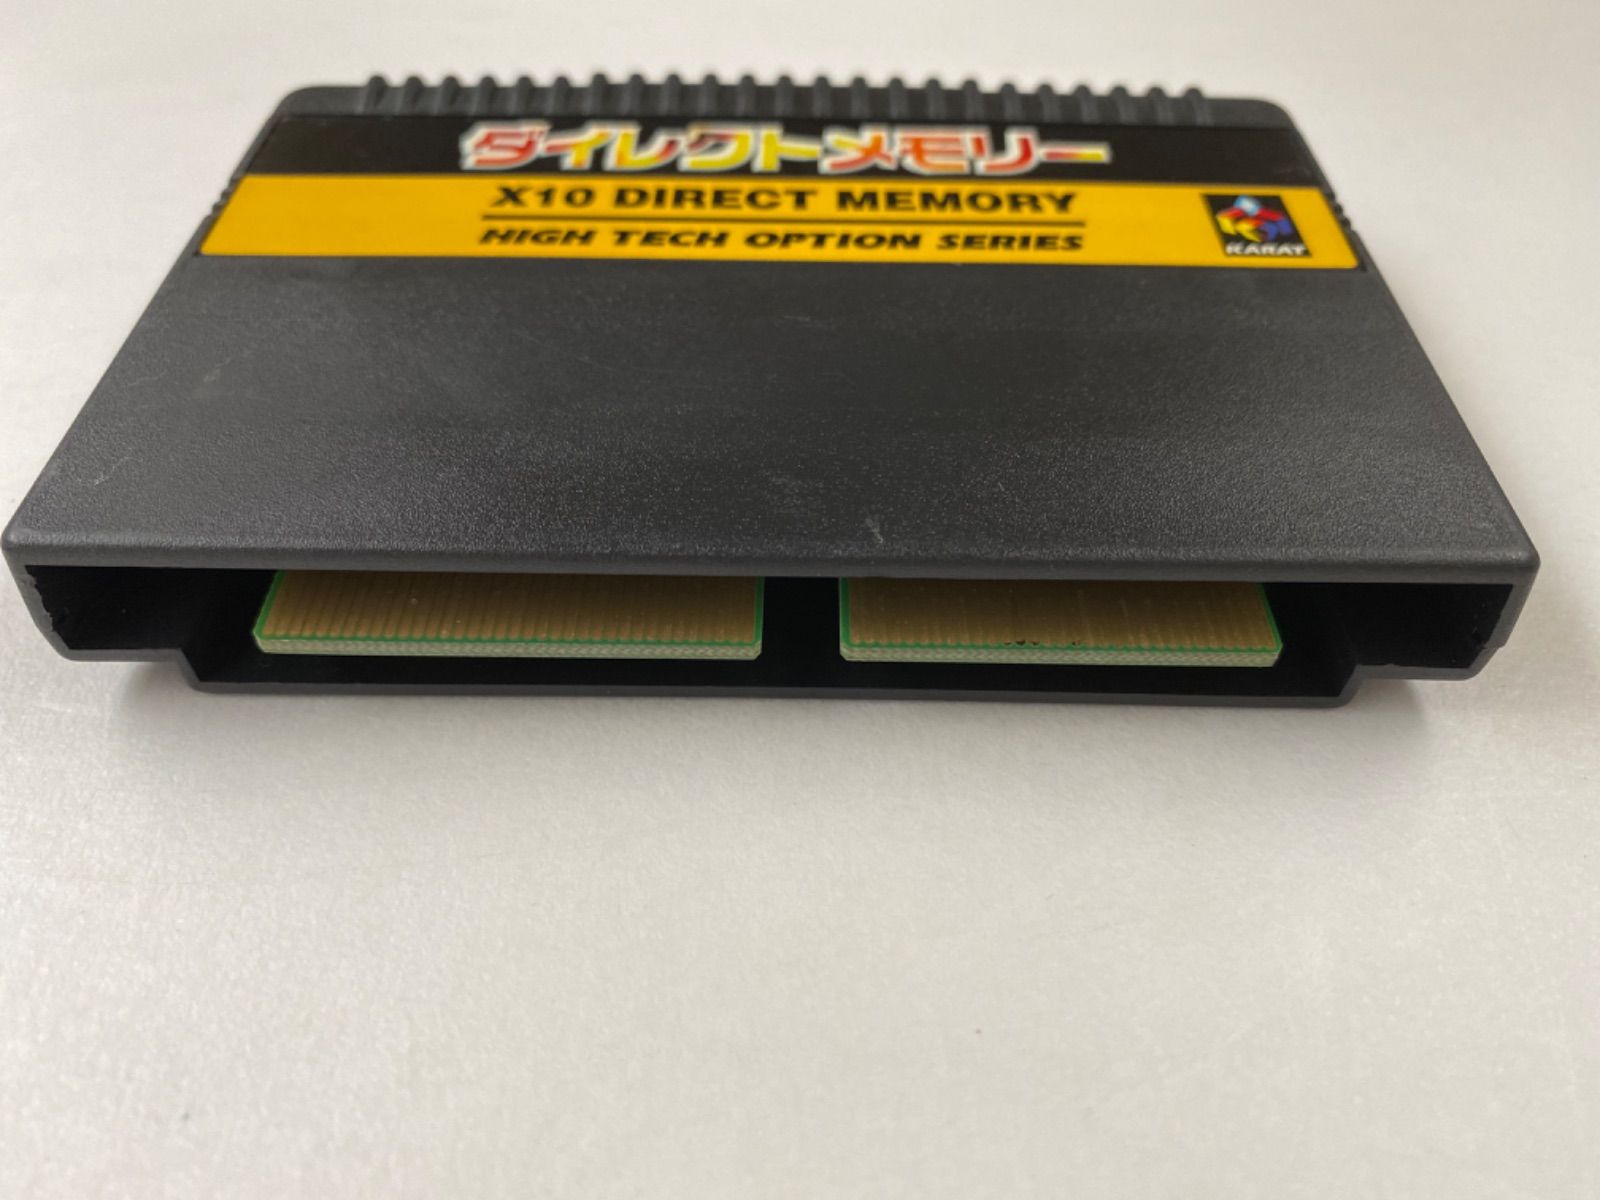 ダイレクトメモリー
X10 DIRECT MEMORY
HIGH TECH OPTION SERIES
KARAT